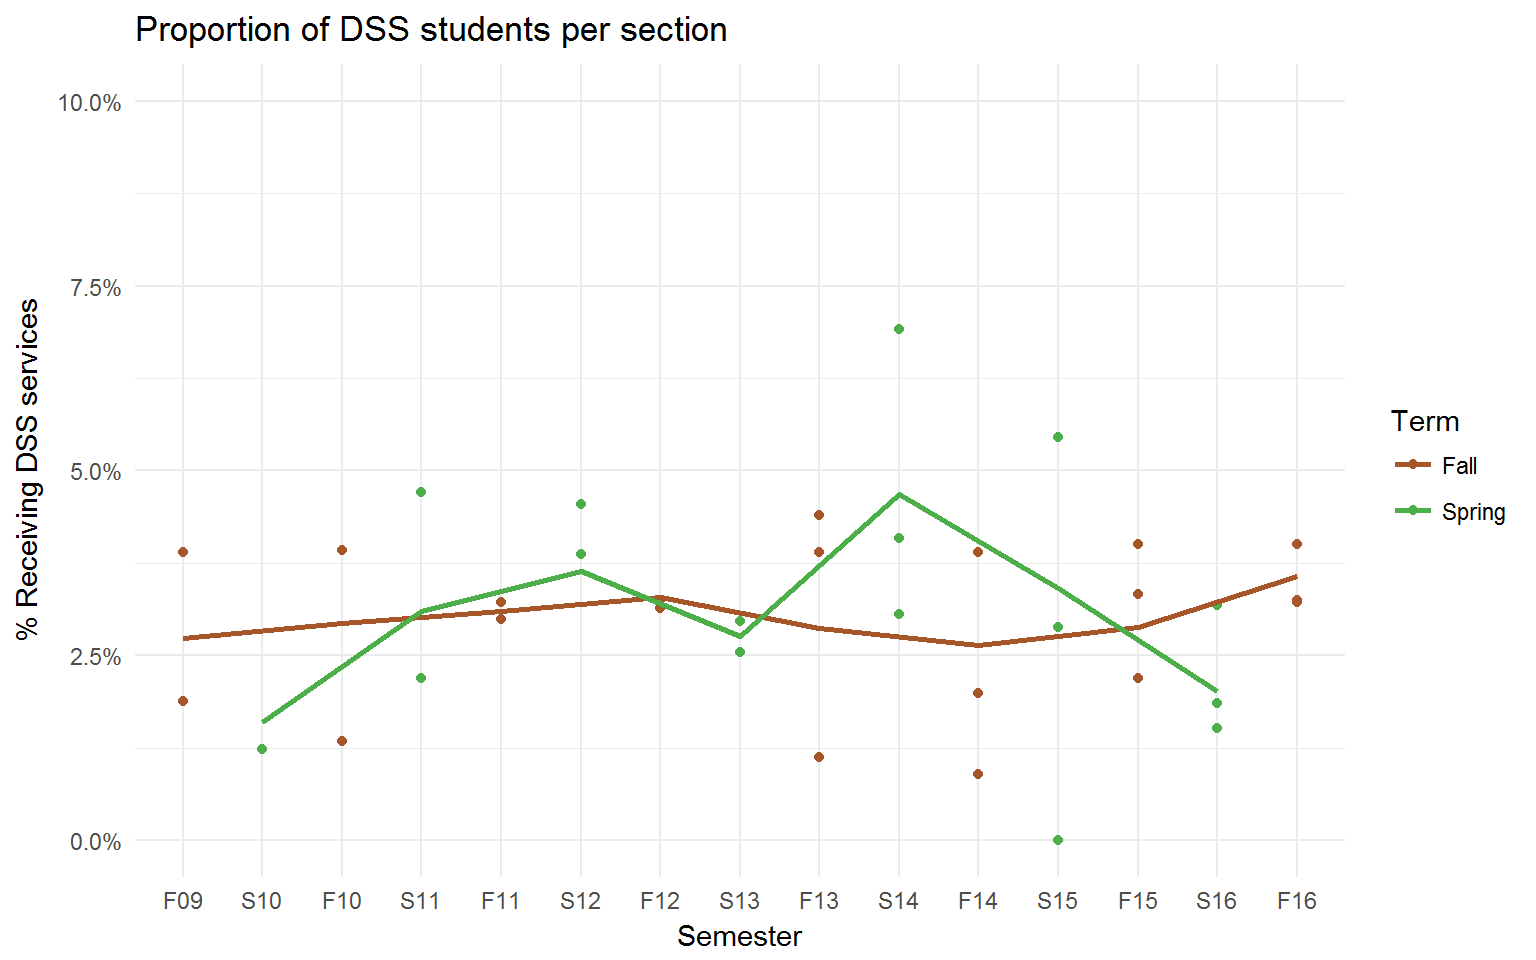 Proportion of DSS students per section
10.0%
7.5%
5.0%
2.5%
0.0%
% Receiving DSS services
F09 S10 F10 S11 F11 S12 F12 S13 F13 S14 F14 S15 F15 S16 F16
Semester
Term
Fall
Spring